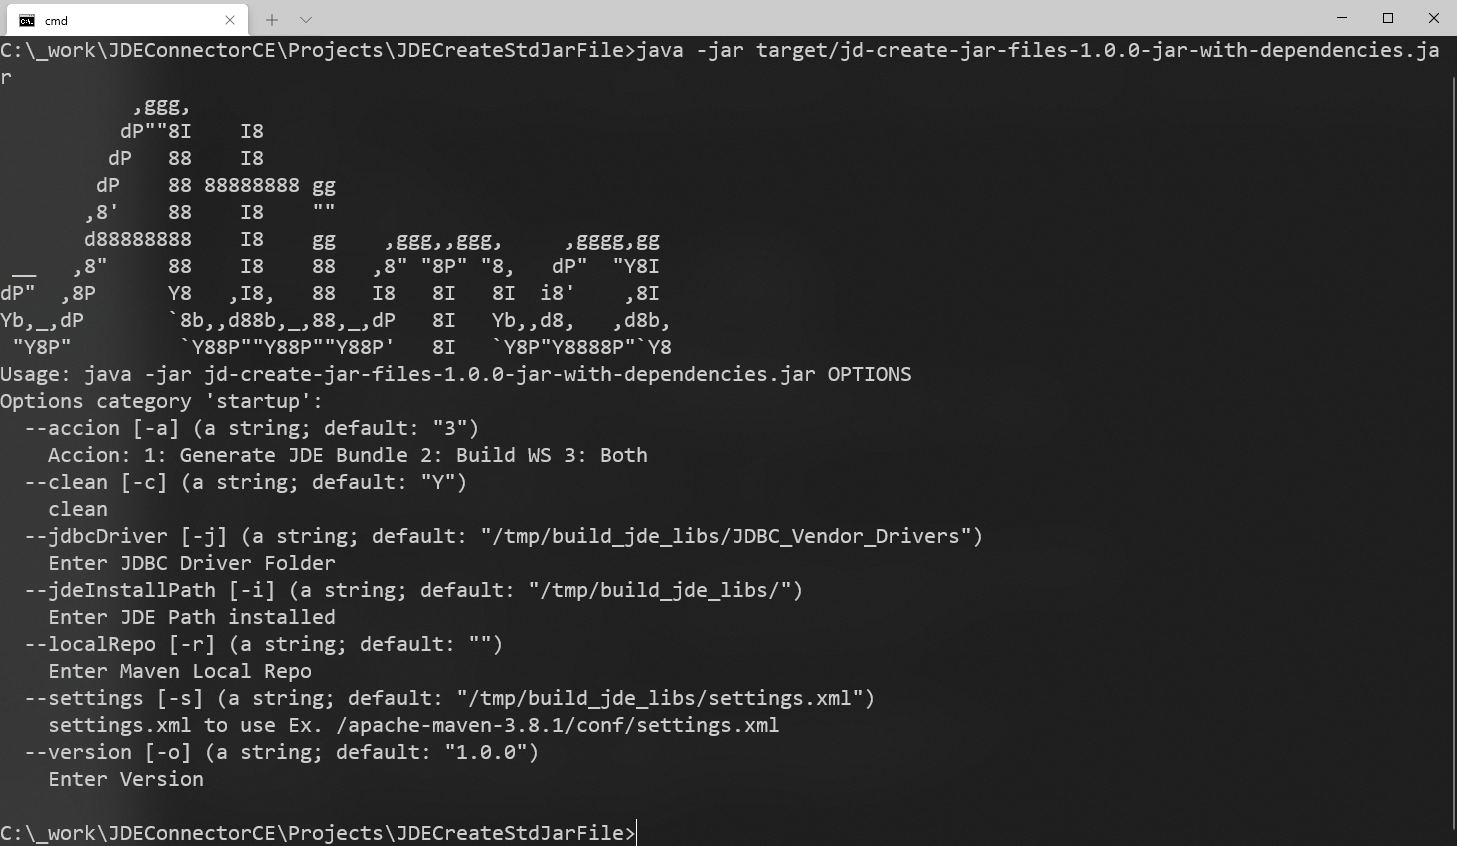 cmd
C:\_work\JDEConnectorCE\Projects\JDECreateStdJarFile>java -jar target/jd-create-jar-files-1.0.0-jar-with-dependencies.ja
r
           ,ggg,
          dP""8I    I8
         dP   88    I8
        dP    88 88888888 gg
       ,8'    88    I8    ""
       d88888888    I8    gg    ,ggg,,ggg,     ,gggg,gg
 __   ,8"     88    I8    88   ,8" "8P" "8,   dP"  "Y8I
dP"  ,8P      Y8   ,I8,   88   I8   8I   8I  i8'    ,8I
Yb,_,dP       `8b,,d88b,_,88,_,dP   8I   Yb,,d8,   ,d8b,
 "Y8P"         `Y88P""Y88P""Y88P'   8I   `Y8P"Y8888P"`Y8
Usage: java -jar jd-create-jar-files-1.0.0-jar-with-dependencies.jar OPTIONS
Options category 'startup':
  --accion [-a] (a string; default: "3")
    Accion: 1: Generate JDE Bundle 2: Build WS 3: Both
  --clean [-c] (a string; default: "Y")
    clean
  --jdbcDriver [-j] (a string; default: "/tmp/build_jde_libs/JDBC_Vendor_Drivers")
    Enter JDBC Driver Folder
  --jdeInstallPath [-i] (a string; default: "/tmp/build_jde_libs/")
    Enter JDE Path installed
  --localRepo [-r] (a string; default: "")
    Enter Maven Local Repo
  --settings [-s] (a string; default: "/tmp/build_jde_libs/settings.xml")
    settings.xml to use Ex. /apache-maven-3.8.1/conf/settings.xml
  --version [-o] (a string; default: "1.0.0")
    Enter Version
C:\_work\JDEConnectorCE\Projects\JDECreateStdJarFile>